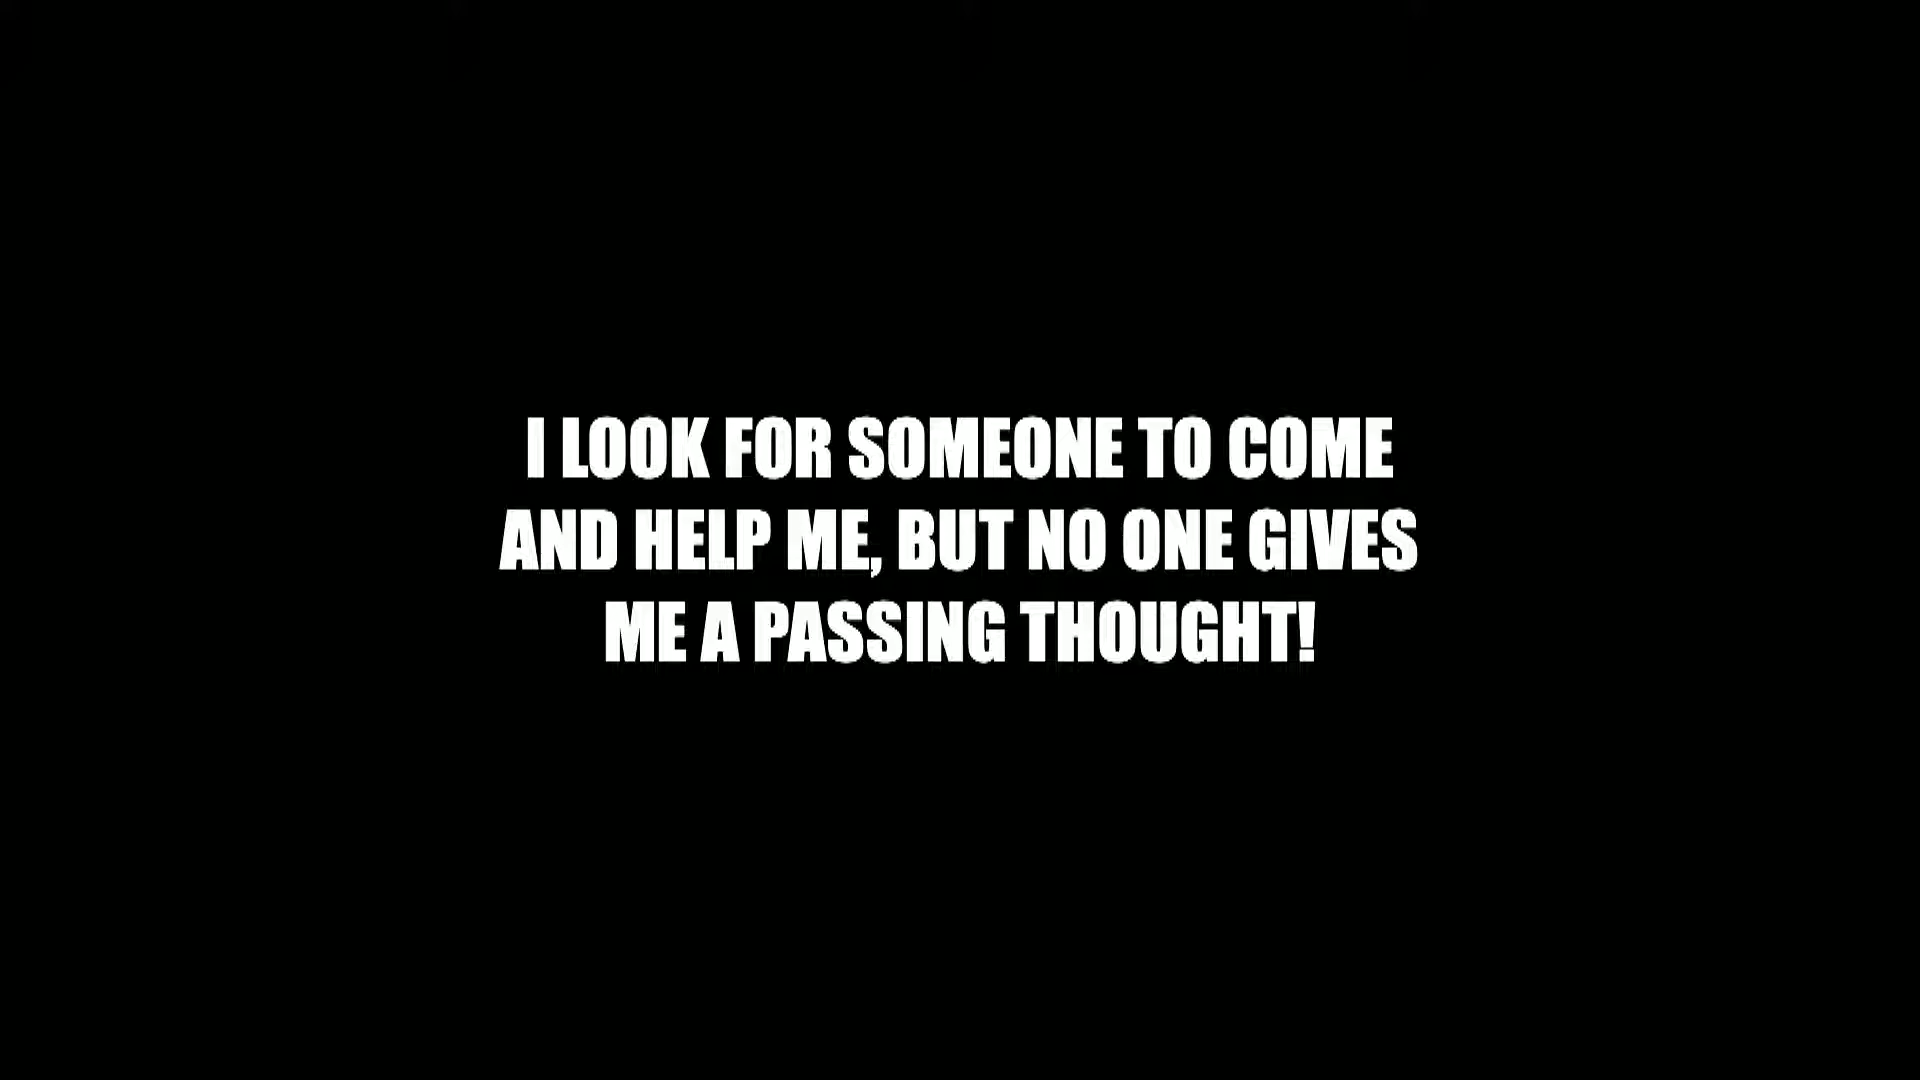 I LOOK FOR SOMEONE TO COME
AND HELP ME, BUT NO ONE GIVES
ME A PASSING THOUGHT!